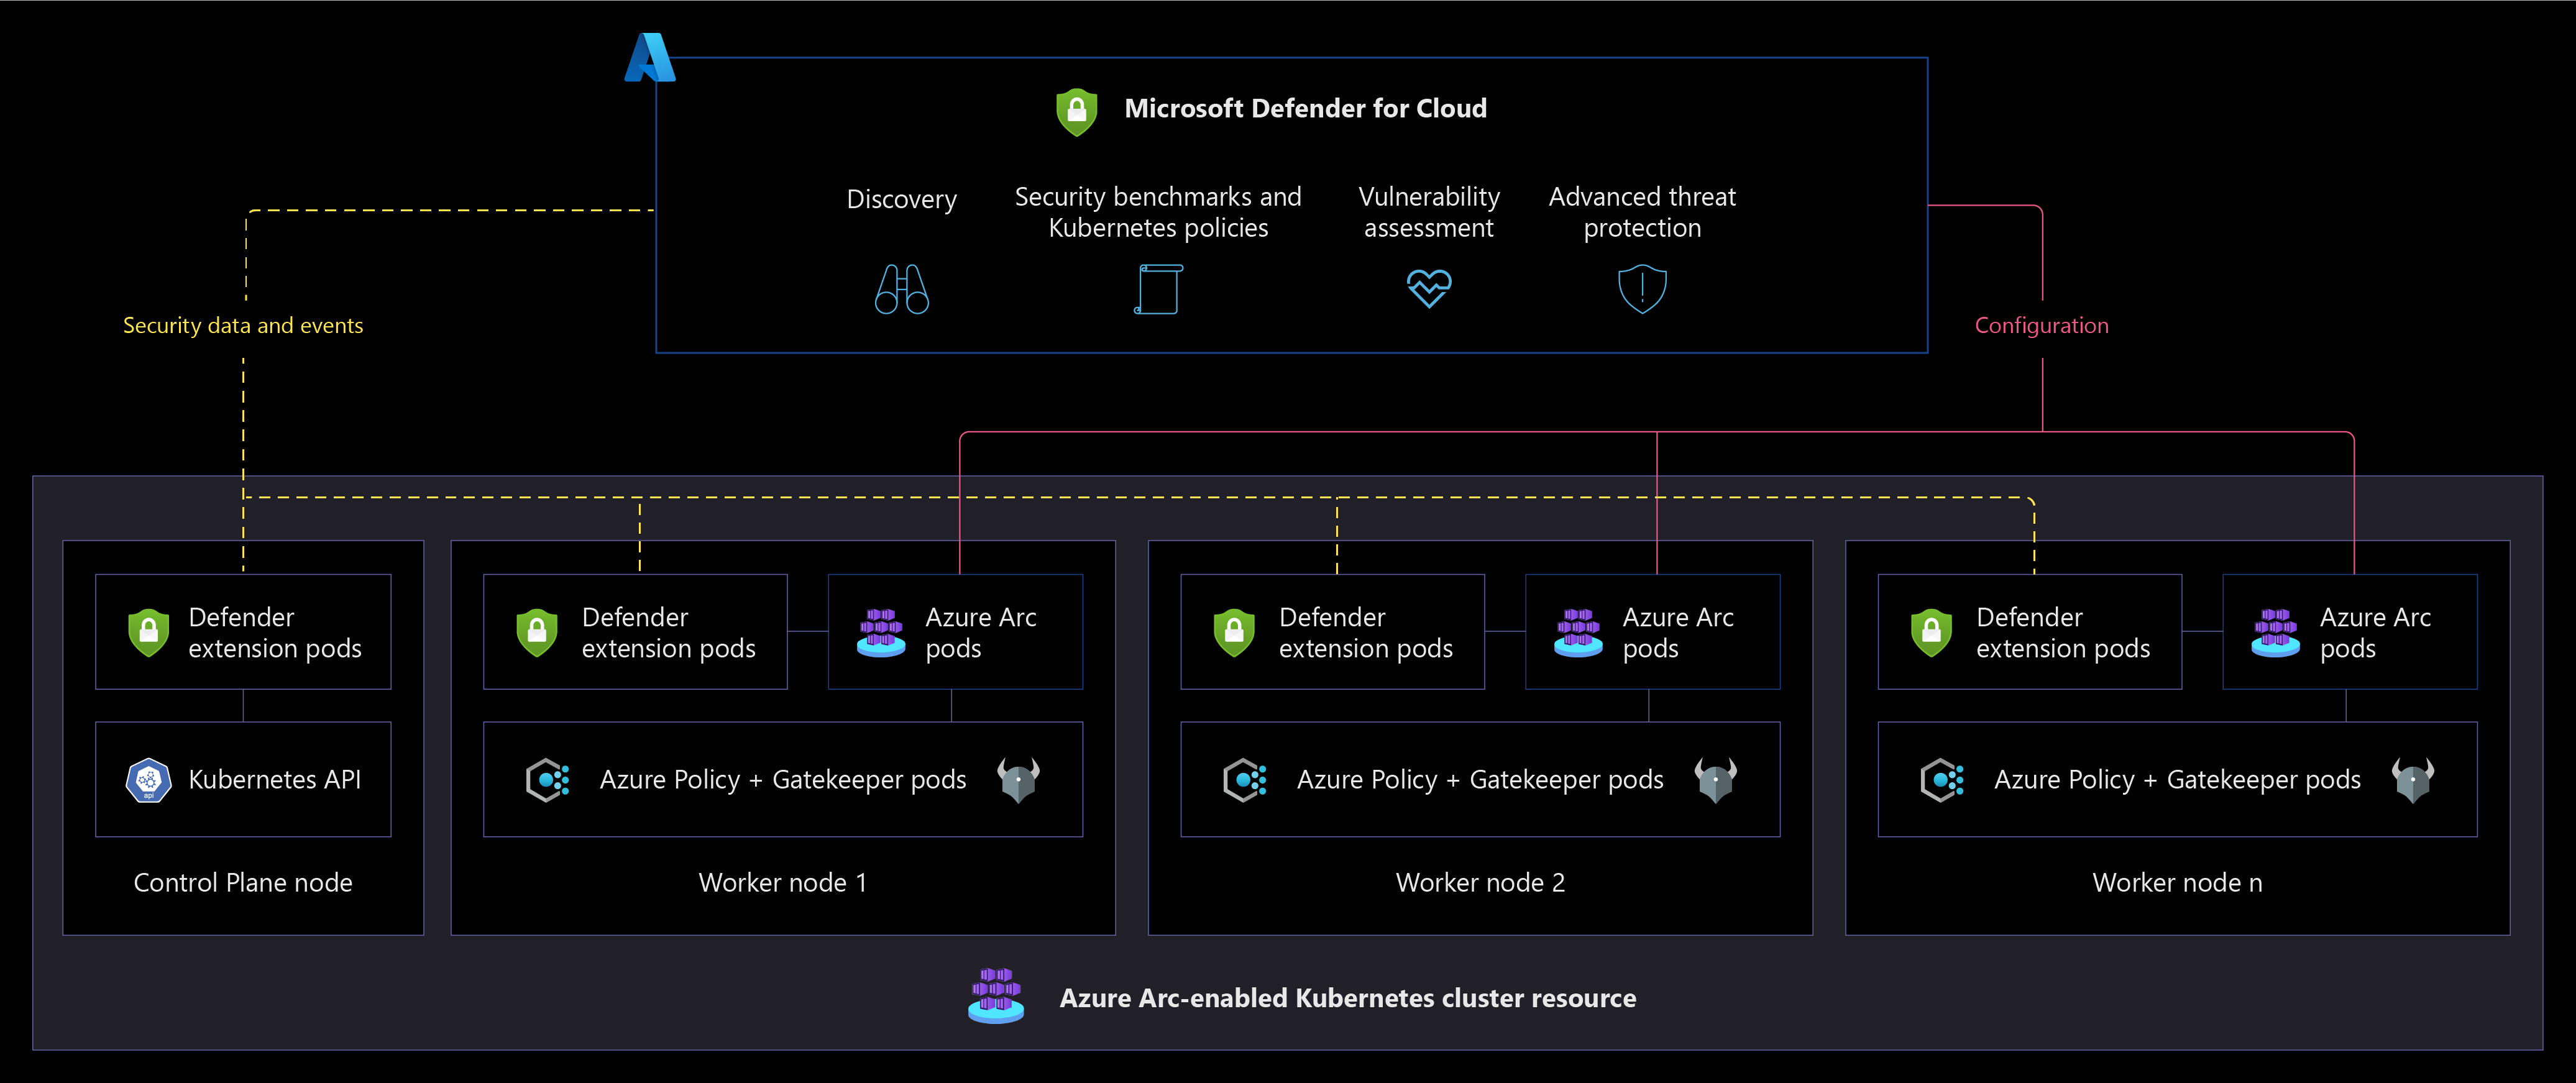 Microsoft Defender for Cloud
Discovery
Security benchmarks and
Kubernetes policies
Vulnerability
assessment
Advanced threat
protection
Security data and events
Configuration
Defender
extension pods
api
Kubernetes API
Control Plane node
Defender
extension pods
Azure Arc
pods
Azure Policy + Gatekeeper pods
Worker node 1
Defender
extension pods
Azure Arc
pods
Azure Policy + Gatekeeper pods
Worker node 2
Defender
extension pods
Azure Arc
pods
Azure Policy + Gatekeeper pods
Worker node n
Azure Arc-enabled Kubernetes cluster resource